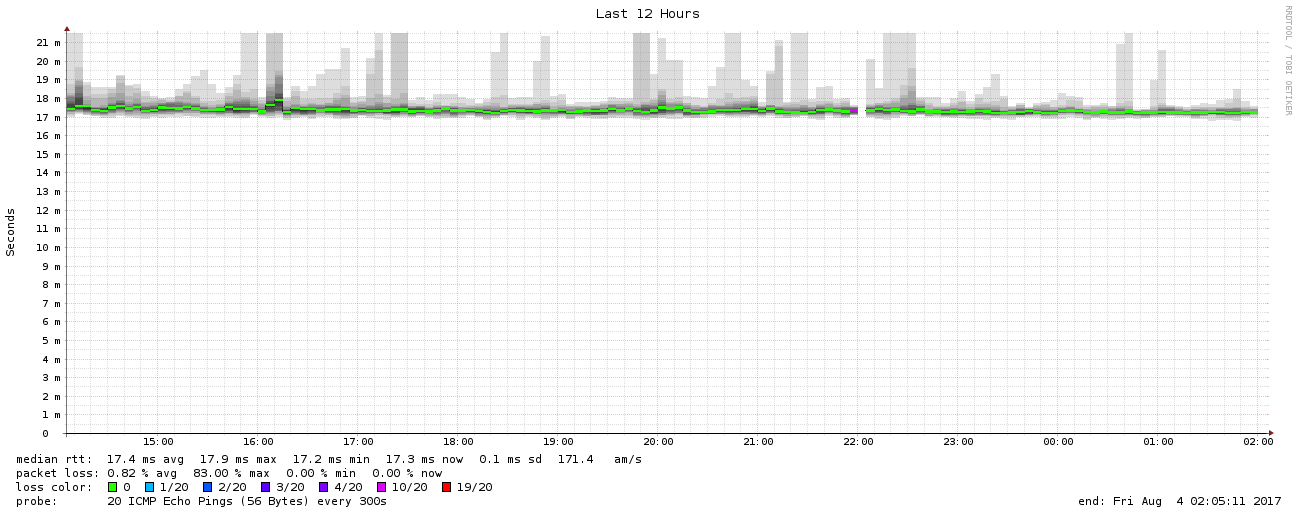 Last 12 Hours
RRDTOOL / TOBI OETIKER
Seconds
21 m
20 m
19 m
18 m
17 m
16 m
15 m
14 m
13 m
12 m
11 m
10 m
9 m
8 m
7 m
6 m
5 m
4 m
3 m
2 m
1 m
0
15:00 16:00 17:00 18:00 19:00 20:00 21:00 22:00 23:00 00:00 01:00 02:00
median rtt: 17.4 ms avg 17.9 ms max 17.2 ms min 17.3 ms now 0.1 ms sd 171.4 am/s
packet loss: 0.82 % avg 83.00 % max 0.00 % min 0.00 % now
loss color: 0 1/20 2/20 3/20 4/20 10/20 19/20
probe: 20 ICMP Echo Pings (56 Bytes) every 300s end: Fri Aug 4 02:05:11 2017